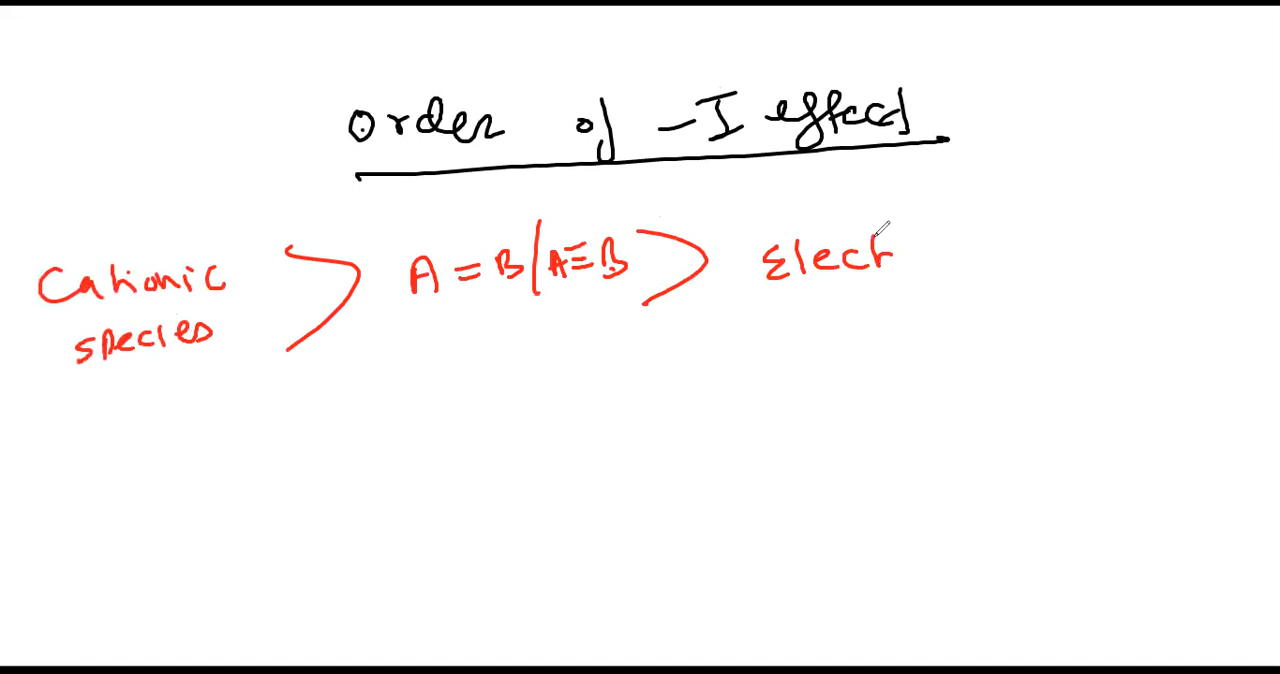 order of -I effect
Cationic species > A = B/A≡B > Elect